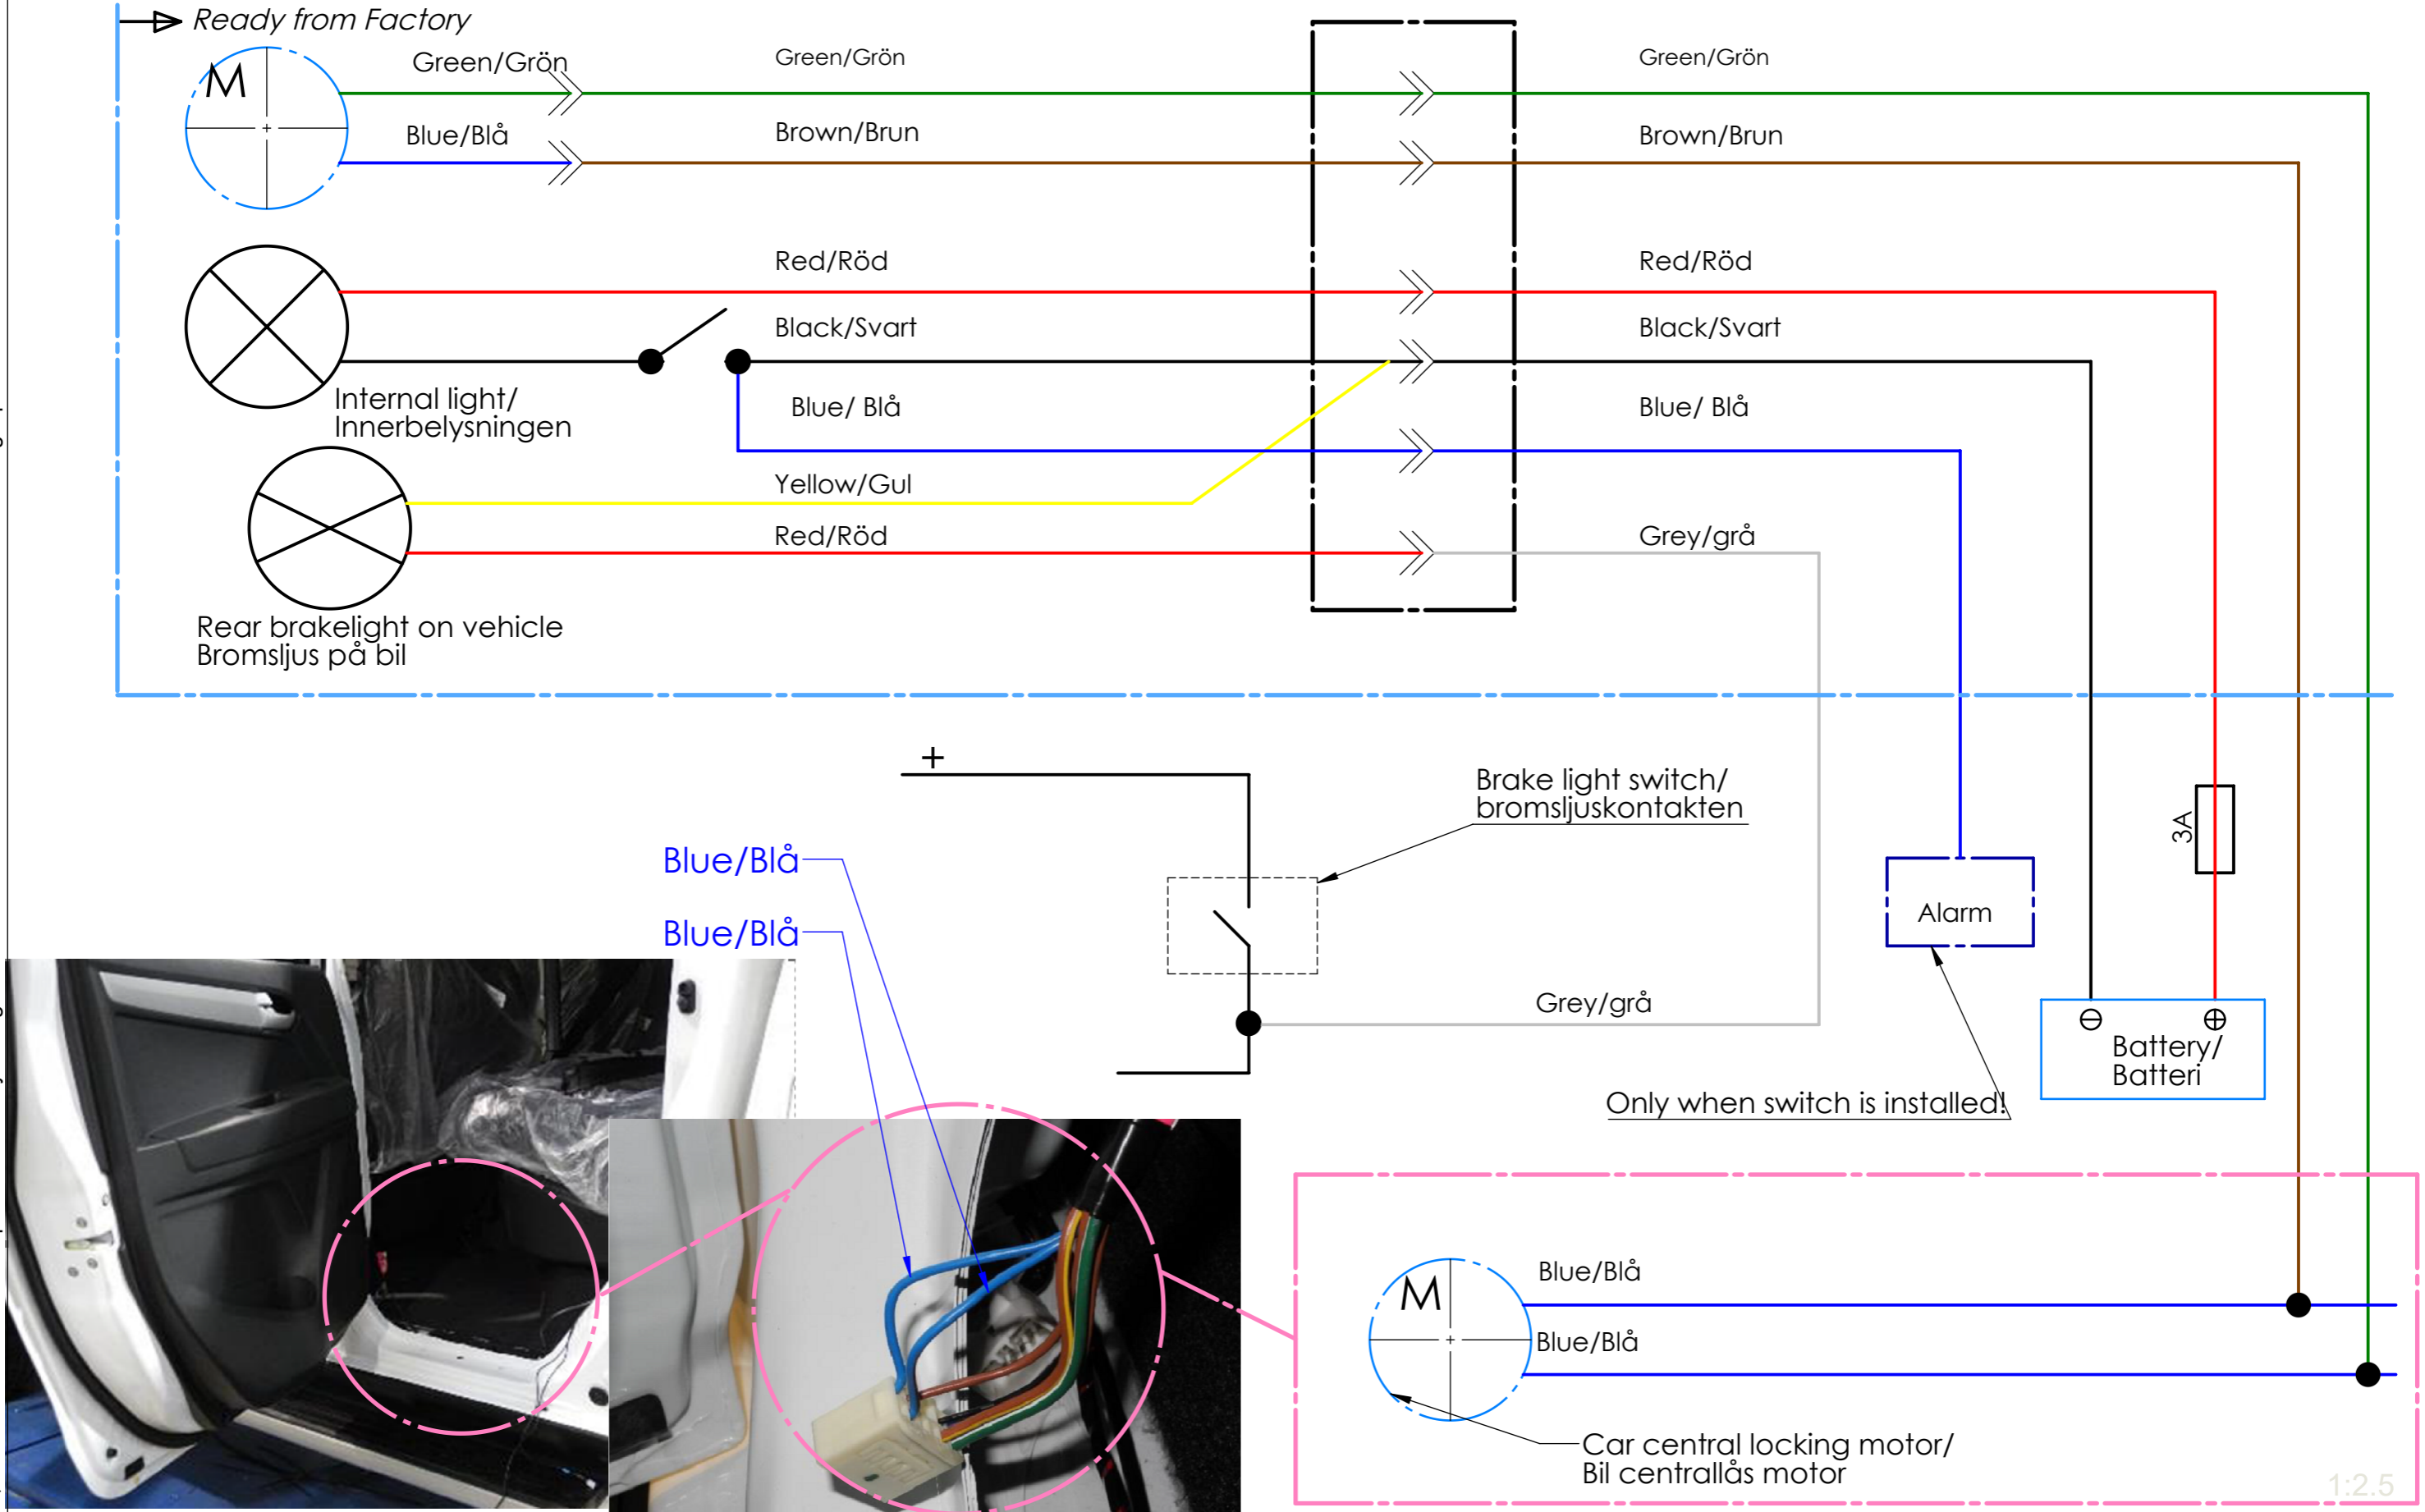 Ready from Factory
M
Green/Grön
Green/Grön
Green/Grön
Blue/Blå
Brown/Brun
Brown/Brun
Red/Röd
Red/Röd
Black/Svart
Black/Svart
Internal light/
Innerbelysningen
Blue/ Blå
Blue/ Blå
Yellow/Gul
Red/Röd
Grey/grå
Rear brakelight on vehicle
Bromsljus på bil
+
Brake light switch/
bromsljuskontakten
3A
Blue/Blå
Blue/Blå
Alarm
Grey/grå
Battery/
Batteri
Only when switch is installed!
M
Blue/Blå
Blue/Blå
Car central locking motor/
Bil centrallås motor
1:2.5